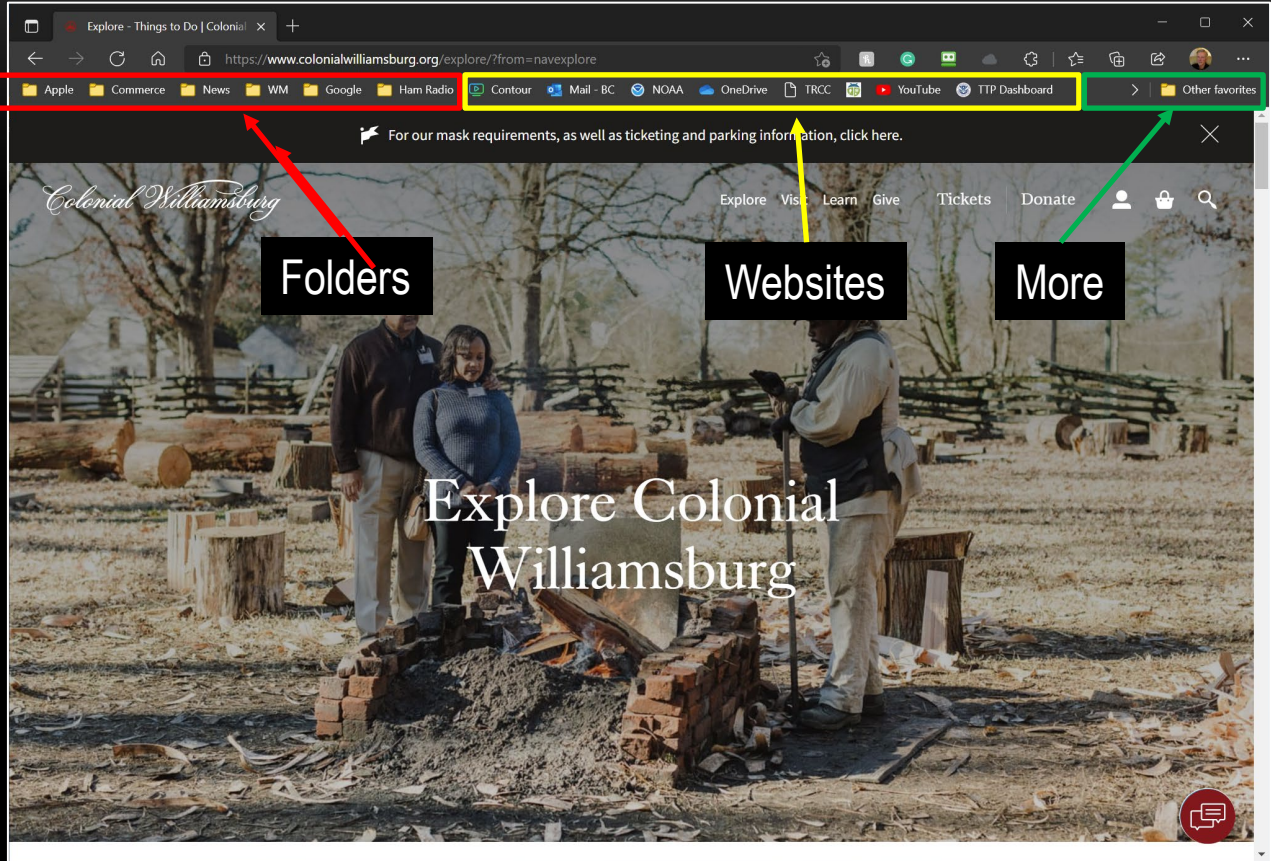 Explore - Things to Do | Colonial
https://www.colonialwilliamsburg.org/explore/?from=navexplore
Apple Commerce News WM Google Ham Radio Contour Mail - BC NOAA OneDrive TRCC YouTube TTP Dashboard Other favorites
For our mask requirements, as well as ticketing and parking information, click here.
Colonial Williamsburg Explore Visit Learn Give Tickets Donate
Folders Websites More
Explore Colonial
Williamsburg